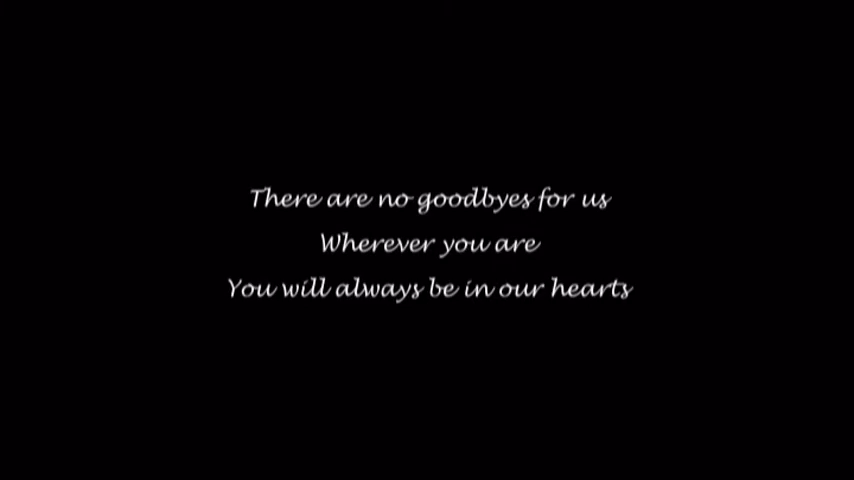 There are no goodbyes for us
Wherever you are
You will always be in our hearts